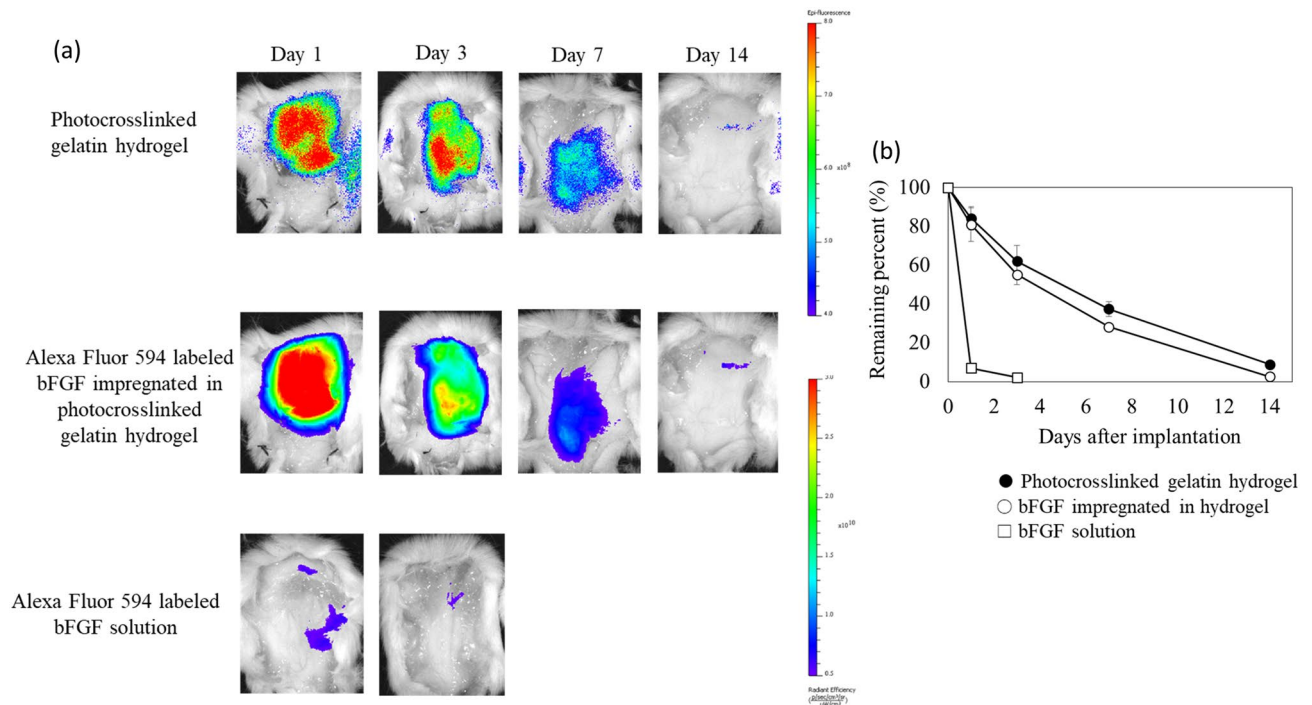 (a)
Day 1
Day 3
Day 7
Day 14
Photocrosslinked
gelatin hydrogel
Alexa Fluor 594 labeled
bFGF impregnated in
photocrosslinked
gelatin hydrogel
Alexa Fluor 594 labeled
bFGF solution
Epi-fluorescence
8.0
7.0
6.0
x10⁸
5.0
4.0
3.0
2.5
2.0
x10¹⁰
1.5
1.0
0.5
Radiant Efficiency
(b)
Remaining percent (%)
100
80
60
40
20
0
0 2 4 6 8 10 12 14
Days after implantation
Photocrosslinked gelatin hydrogel
bFGF impregnated in hydrogel
bFGF solution